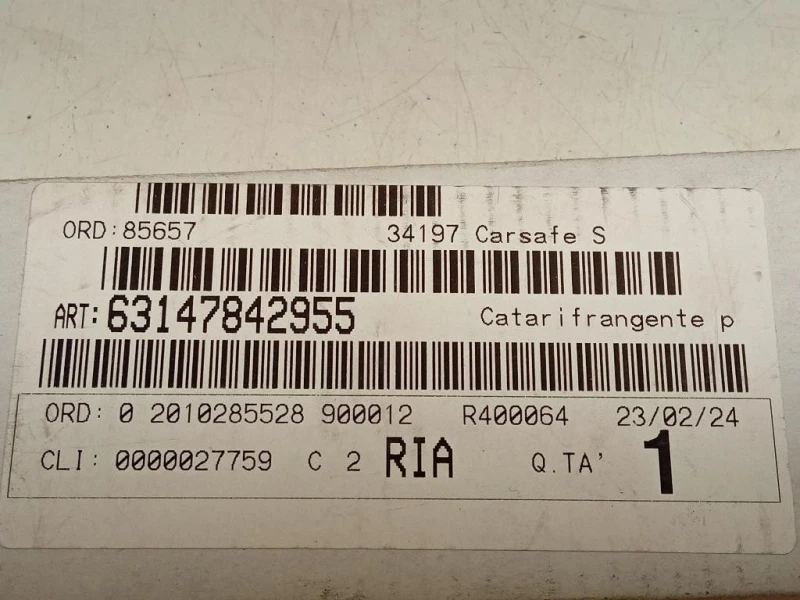 ORD:85657 34197 Carsafe S
ART:63147842955 Catarifrangente p
ORD: 0 2010285528 900012 R400064 23/02/24
CLI: 0000027759 C 2 RIA Q.TA' 1